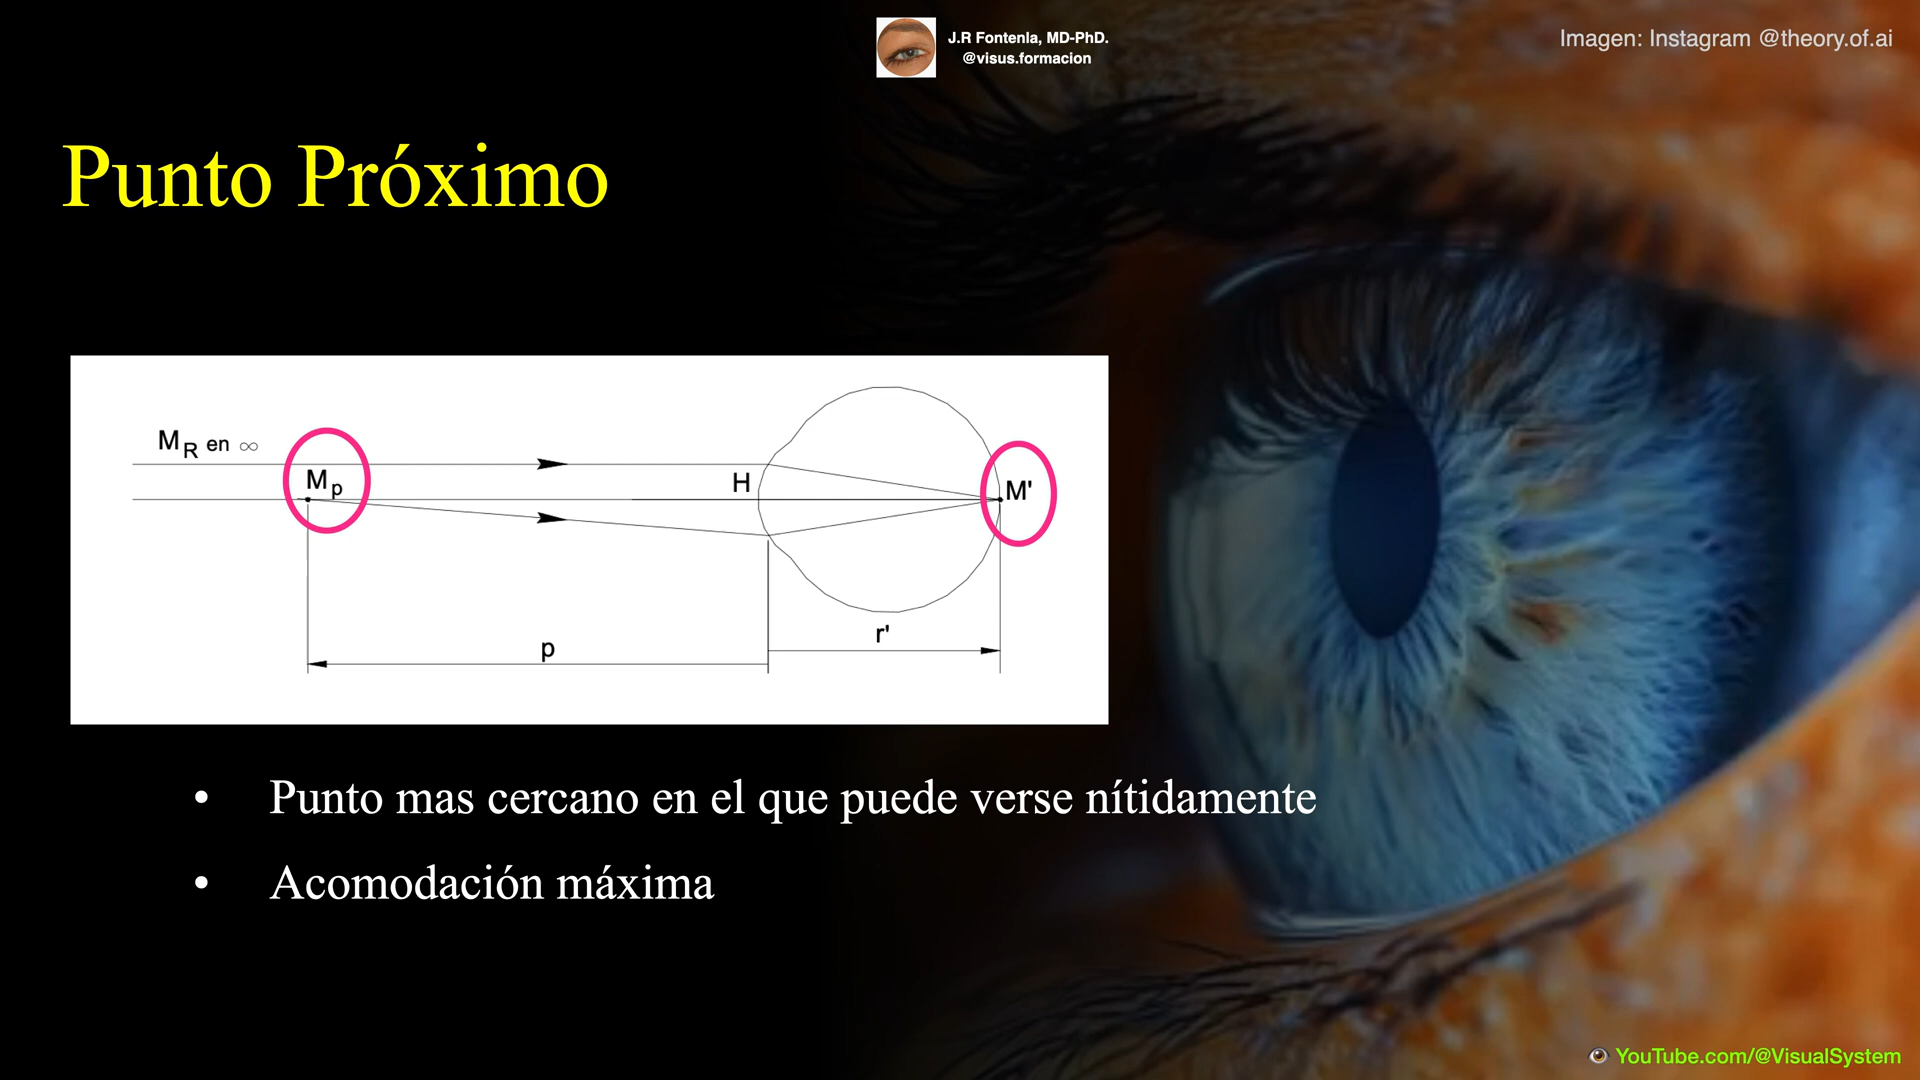 J.R Fontenla, MD-PhD.
@visus.formacion
Imagen: Instagram @theory.of.ai
Punto Próximo
MR en ∞
Mp
H
M'
r'
p
• Punto mas cercano en el que puede verse nítidamente
• Acomodación máxima
YouTube.com/@VisualSystem